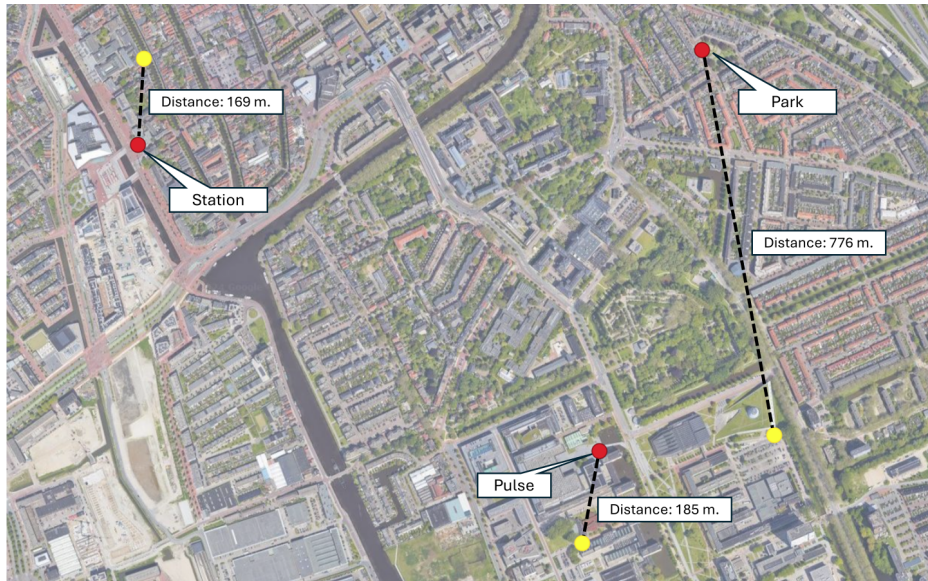 Distance: 169 m.
Station
Park
Distance: 776 m.
Pulse
Distance: 185 m.